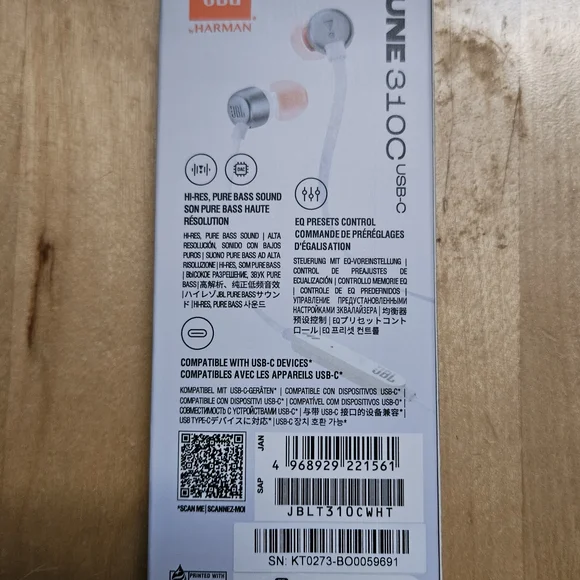 JBL
by HARMAN
TUNE 310C USB-C
DAC
HI-RES, PURE BASS SOUND
SON PURE BASS HAUTE
RÉSOLUTION
HI-RES, PURE BASS SOUND | ALTA
RESOLUCIÓN, SONIDO CON BAJOS
PUROS | SUONO PURE BASS AD ALTA
RISOLUZIONE | HI-RES, SOM PURE BASS
| ВЫСОКОЕ РАЗРЕШЕНИЕ, ЗВУК PURE
BASS | 高解析、纯正低频音效
| ハイレゾJBL PURE BASSサウン
ド | HI-RES, PURE BASS 사운드
EQ PRESETS CONTROL
COMMANDE DE PRÉRÉGLAGES
D'ÉGALISATION
STEUERUNG MIT EQ-VOREINSTELLUNG |
CONTROL DE PREAJUSTES DE
ECUALIZACIÓN | CONTROLLO MEMORIE EQ
| CONTROLE DE EQ PREDEFINIDOS |
УПРАВЛЕНИЕ ПРЕДУСТАНОВЛЕННЫМИ
НАСТРОЙКАМИ ЭКВАЛАЙЗЕРА | 均衡器
预设控制 | EQプリセットコント
ロール | EQ 프리셋 컨트롤
JBL
COMPATIBLE WITH USB-C DEVICES*
COMPATIBLES AVEC LES APPAREILS USB-C*
KOMPATIBEL MIT USB-C-GERÄTEN* | COMPATIBLE CON DISPOSITIVOS USB-C* |
COMPATIBILE CON DISPOSITIVI USB-C* | COMPATÍVEL COM DISPOSITIVOS USB-C* |
СОВМЕСТИМОСТЬ С УСТРОЙСТВАМИ USB-C* | 与带 USB-C 接口的设备兼容* |
USB TYPE-Cデバイスに対応* | USB-C 장치 호환 가능*
*SCAN ME | SCANNEZ-MOI
JAN
4 968929 221561
SAP
JBLT310CWHT
SN: KT0273-BO0059691
PRINTED WITH